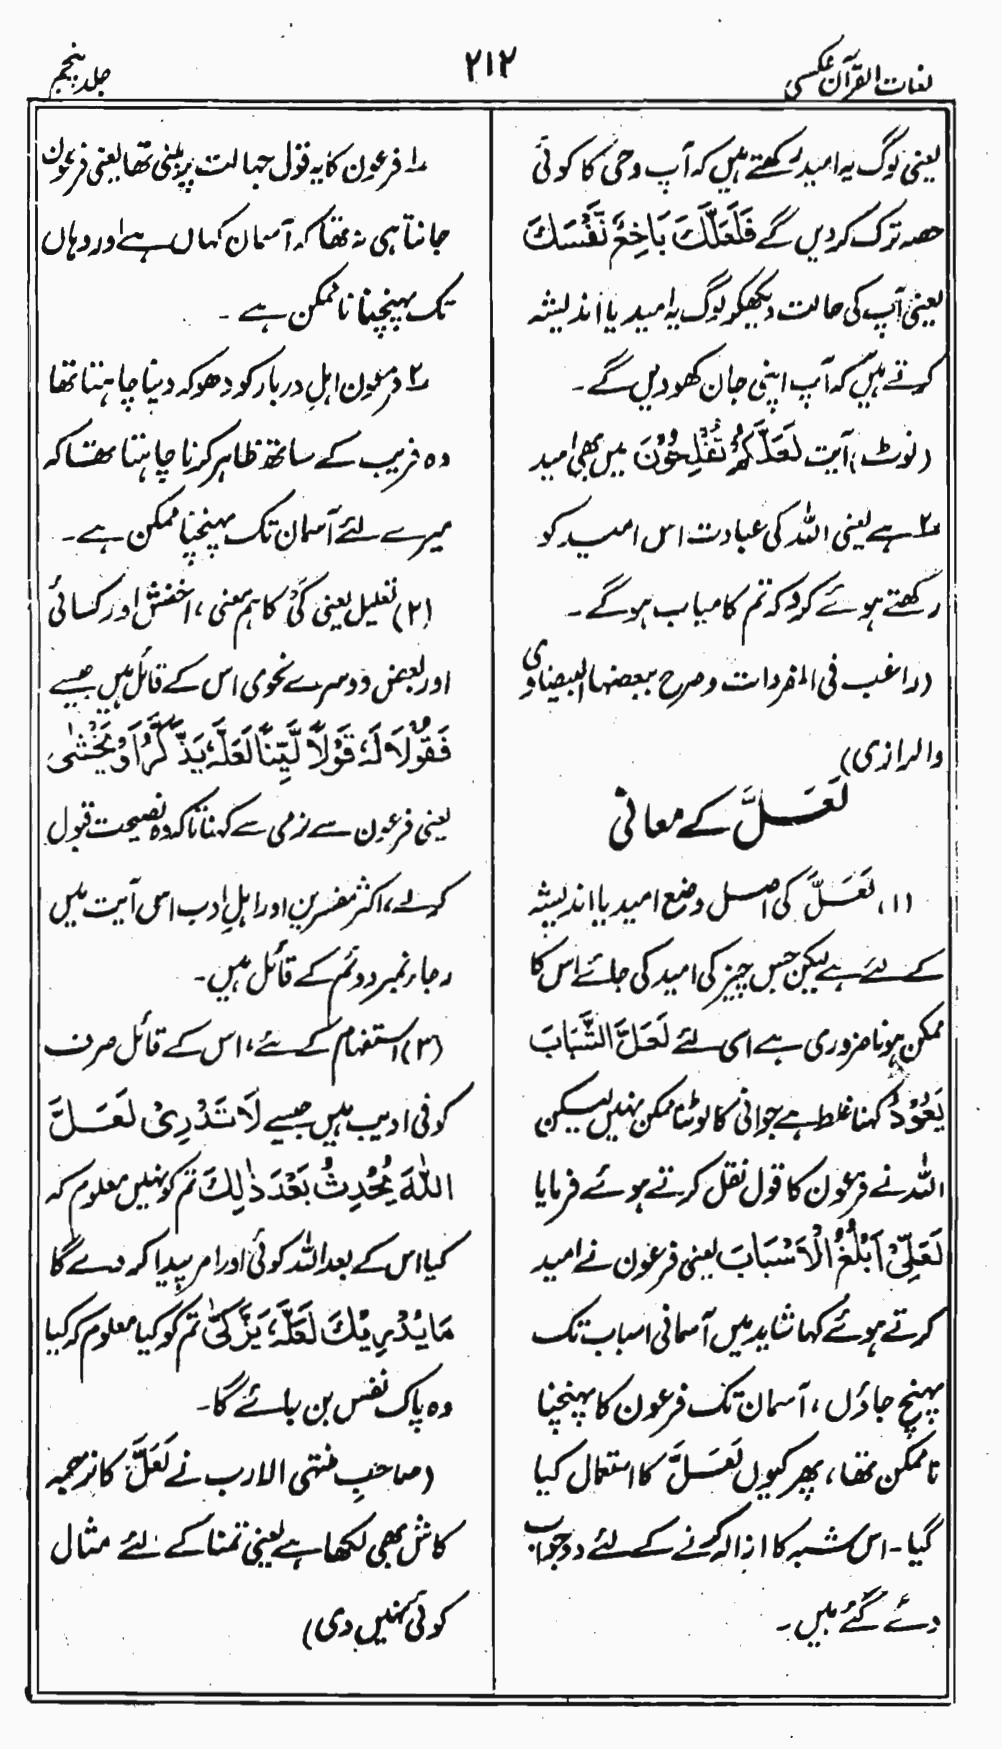 لغات القرآن عکسی
۲۱۲
جلد پنجم
یعنی لوگ یہ امید رکھتے ہیں کہ آپ وحی کا کوئی
حصہ ترک کردیں گے فَلَعَلَّكَ بَاخِعٌ نَّفْسَكَ
یعنی آپ کی حالت دیکھکر لوگ یہ امید یا اندیشہ
کرتے ہیں کہ آپ اپنی جان کھودیں گے۔
(نوٹ) آیت لَعَلَّكُمْ تُفْلِحُوْنَ میں بھی امید
۲؂ ہے یعنی اللہ کی عبادت اس امید کو
رکھتے ہوئے کرو کہ تم کامیاب ہوگے۔
(راغب فی المفردات وصرح ببعضہا البیضاوی
والرازی)
لَعَلَّ کے معانی
(۱) لَعَلَّ کی اصل وضع امید یا اندیشہ
کے لئے ہے لیکن جس چیز کی امید کی جائے اس کا
ممکن ہونا ضروری ہے اسی لئے لَعَلَّ الشَّبَابَ
يَعُوْدُ کہنا غلط ہے جوانی کا لوٹنا ممکن نہیں لیکن
اللہ نے فرعون کا قول نقل کرتے ہوئے فرمایا
لَعَلِّيْ اَبْلُغُ الْاَسْبَابَ یعنی فرعون نے امید
کرتے ہوئے کہا شاید میں آسمانی اسباب تک
پہنچ جاؤں، آسمان تک فرعون کا پہنچنا
ناممکن تھا، پھر کیوں لَعَلَّ کا استعمال کیا
گیا۔ اس شبہ کا ازالہ کرنے کے لئے دو جواب
دئے گئے ہیں۔
۱؂ فرعون کا یہ قول جہالت پر مبنی تھا یعنی فرعون
جانتا ہی نہ تھا کہ آسمان کہاں ہے اور وہاں
تک پہنچنا ناممکن ہے۔
۲؂ فرعون اہلِ دربار کو دھوکہ دینا چاہتا تھا
وہ فریب کے ساتھ ظاہر کرنا چاہتا تھا کہ
میرے لئے آسمان تک پہنچنا ممکن ہے۔
(۲) تعلیل یعنی كَيْ کا ہم معنی، اخفش اور کسائی
اور بعض دوسرے نحوی اس کے قائل ہیں جیسے
فَقُوْلَا لَهٗ قَوْلًا لَّيِّنًا لَّعَلَّهٗ يَتَذَكَّرُ اَوْ يَخْشٰى
یعنی فرعون سے نرمی سے کہنا تاکہ وہ نصیحت قبول
کرلے، اکثر مفسرین اور اہلِ ادب اس آیت میں
رجاء نمبر دوئم کے قائل ہیں۔
(۳) استفہام کے لئے، اس کے قائل صرف
کوفی ادیب ہیں جیسے لَا تَدْرِيْ لَعَلَّ
اللّٰهَ يُحْدِثُ بَعْدَ ذٰلِكَ تم کو نہیں معلوم کہ
کیا اس کے بعد اللہ کوئی اور امر پیدا کر دے گا
مَا يُدْرِيْكَ لَعَلَّهٗ يَزَّكّٰى تم کو کیا معلوم کہ کیا
وہ پاک نفس بن جائے گا۔
(صاحبِ منتہی الارب نے لَعَلَّ کا ترجمہ
کاش بھی لکھا ہے یعنی تمنا کے لئے مثال
کوئی نہیں دی)